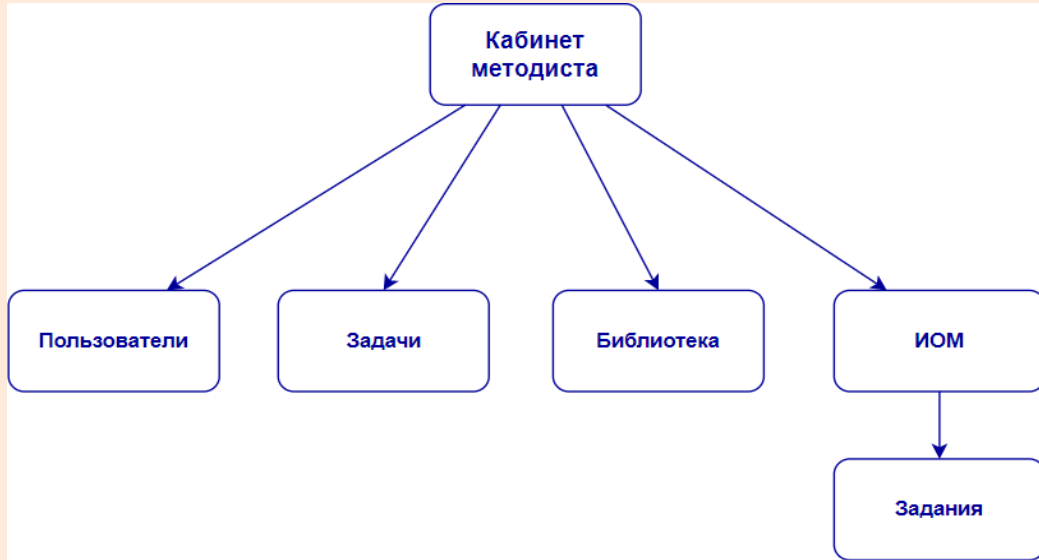 Кабинет
методиста
Пользователи
Задачи
Библиотека
ИОМ
Задания